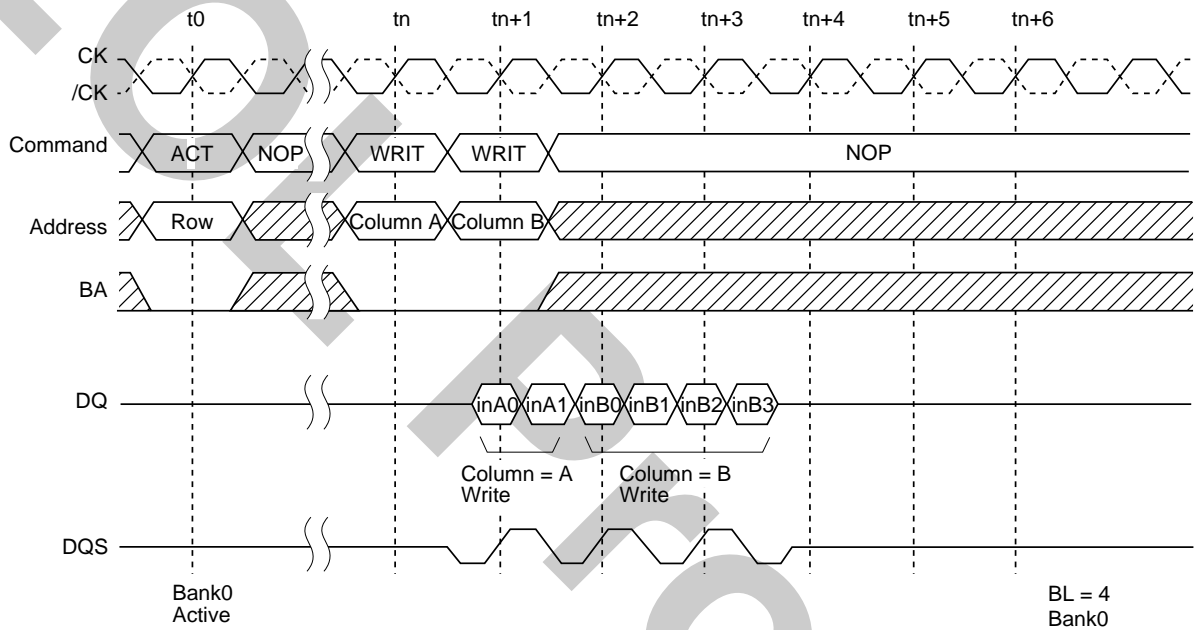 t0 tn tn+1 tn+2 tn+3 tn+4 tn+5 tn+6
CK
/CK
Command ACT NOP WRIT WRIT NOP
Address Row Column A Column B
BA
DQ inA0 inA1 inB0 inB1 inB2 inB3
Column = A Column = B
Write Write
DQS
Bank0 BL = 4
Active Bank0